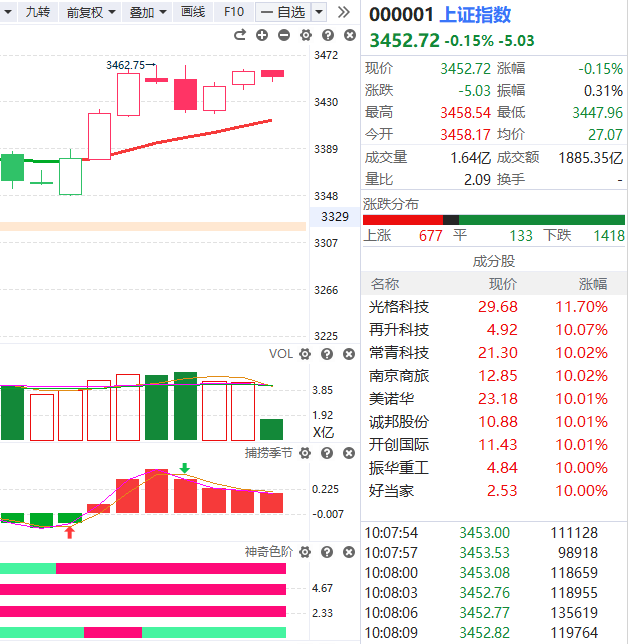 九转 前复权 叠加 画线 F10 一 自选
000001 上证指数
3452.72 -0.15% -5.03
3462.75→
3472
3430
3389
3348
3329
3307
3266
3225
现价 3452.72 涨幅 -0.15%
涨跌 -5.03 振幅 0.31%
最高 3458.54 最低 3447.96
今开 3458.17 均价 27.07
成交量 1.64亿 成交额 1885.35亿
量比 2.09 换手 -
涨跌分布
上涨 677 平 133 下跌 1418
成分股
名称 现价 涨幅
光格科技 29.68 11.70%
再升科技 4.92 10.07%
常青科技 21.30 10.02%
南京商旅 12.85 10.02%
美诺华 23.18 10.01%
诚邦股份 10.88 10.01%
开创国际 11.43 10.01%
振华重工 4.84 10.00%
好当家 2.53 10.00%
VOL
3.85
1.92
X亿
捕捞季节
0.225
-0.007
神奇色阶
4.67
2.33
10:07:54 3453.00 111128
10:07:57 3453.53 98918
10:08:00 3453.08 118659
10:08:03 3452.76 118955
10:08:06 3452.77 135619
10:08:09 3452.82 119764